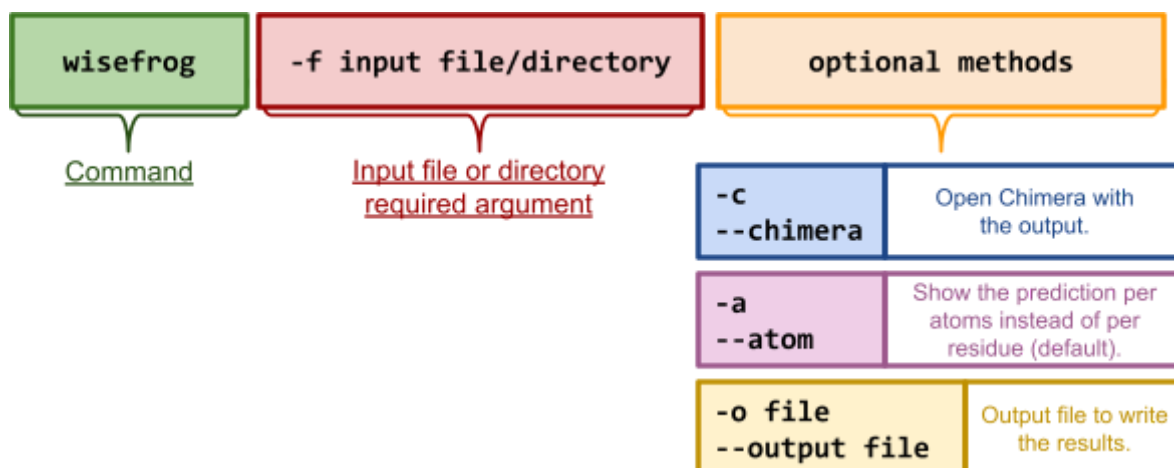 wisefrog
-f input file/directory
optional methods
Command
Input file or directory
required argument
-c
--chimera
Open Chimera with
the output.
-a
--atom
Show the prediction per
atoms instead of per
residue (default).
-o file
--output file
Output file to write
the results.